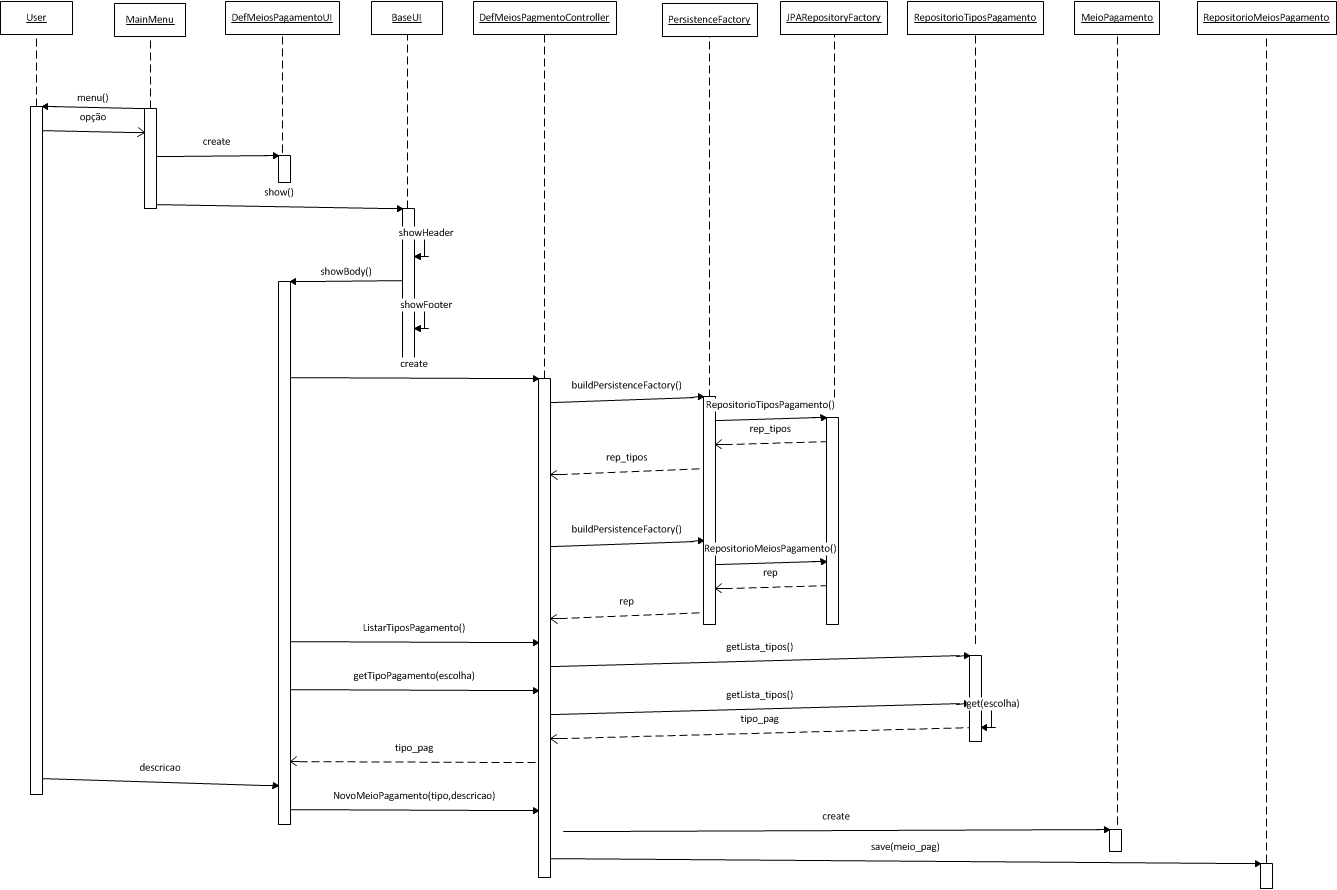 User
MainMenu
DefMeiosPagamentoUI
BaseUI
DefMeiosPagmentoController
PersistenceFactory
JPARepositoryFactory
RepositorioTiposPagamento
MeioPagamento
RepositorioMeiosPagamento
menu()
opção
create
show()
showHeader
showBody()
showFooter
create
buildPersistenceFactory()
RepositorioTiposPagamento()
rep_tipos
rep_tipos
buildPersistenceFactory()
RepositorioMeiosPagamento()
rep
rep
ListarTiposPagamento()
getLista_tipos()
getTipoPagamento(escolha)
getLista_tipos()
get(escolha)
tipo_pag
tipo_pag
descricao
NovoMeioPagamento(tipo,descricao)
create
save(meio_pag)